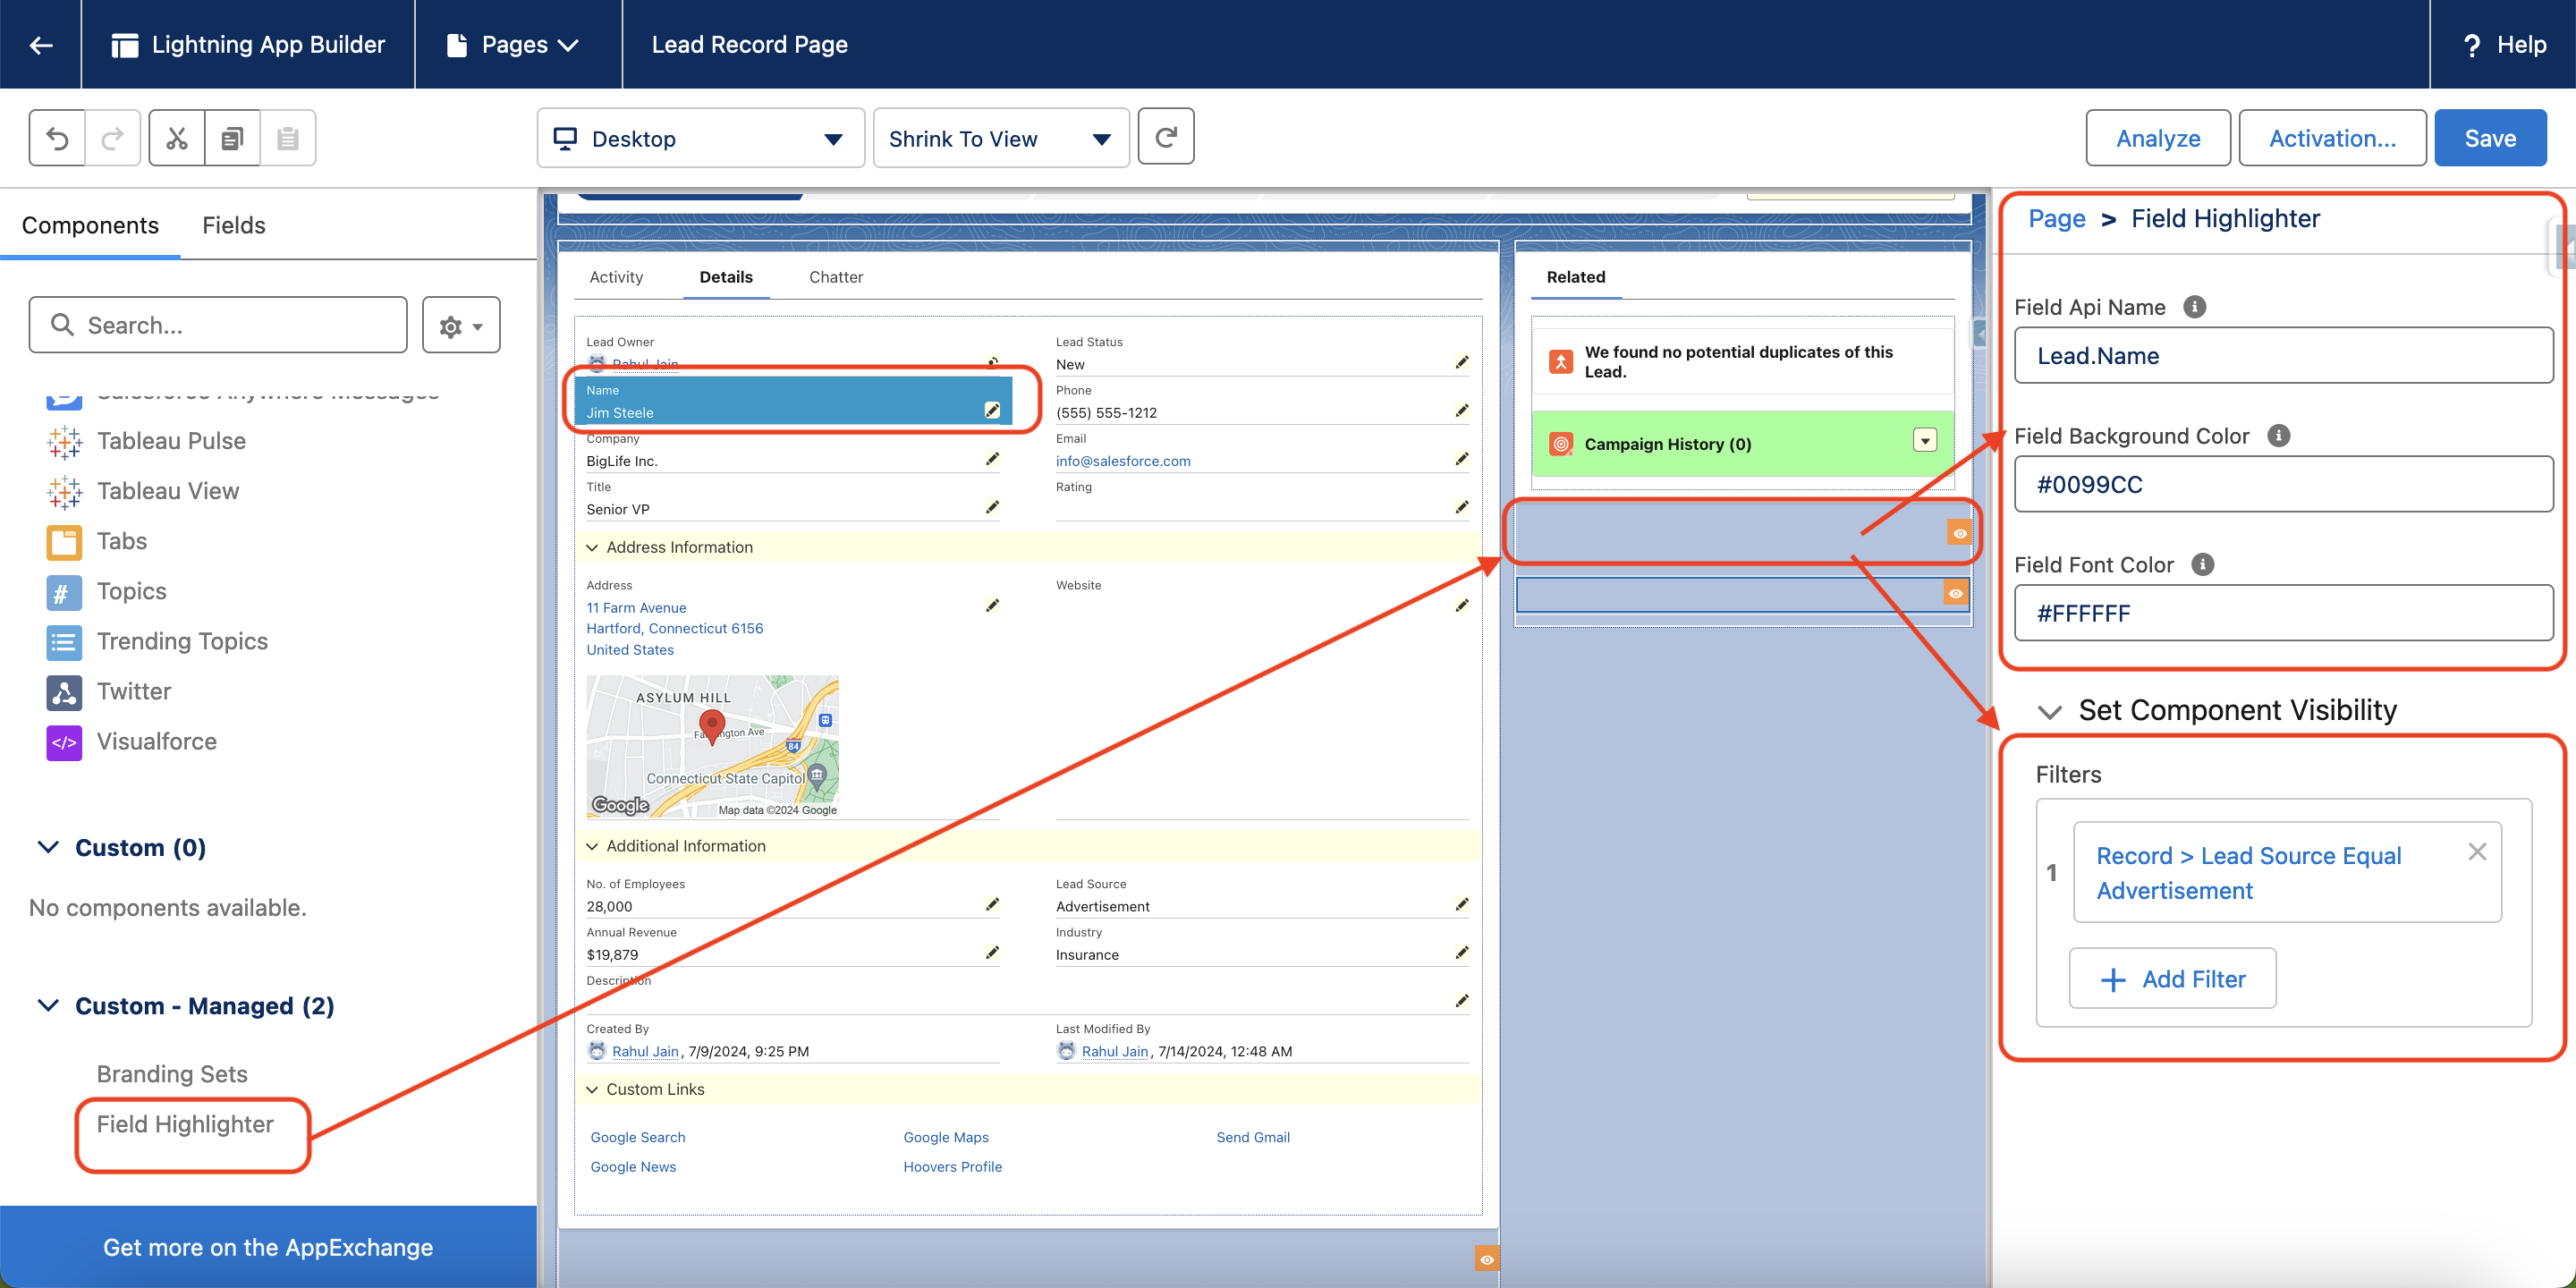 Lightning App Builder
Pages
Lead Record Page
? Help
Desktop
Shrink To View
Analyze
Activation...
Save
Components
Fields
Search...
Salesforce Anywhere Messages
Tableau Pulse
Tableau View
Tabs
# Topics
Trending Topics
Twitter
</> Visualforce
Custom (0)
No components available.
Custom - Managed (2)
Branding Sets
Field Highlighter
Get more on the AppExchange
Activity
Details
Chatter
Lead Owner
Rahul Jain
Lead Status
New
Name
Jim Steele
Phone
(555) 555-1212
Company
BigLife Inc.
Email
info@salesforce.com
Title
Senior VP
Rating
Address Information
Address
11 Farm Avenue
Hartford, Connecticut 6156
United States
Website
ASYLUM HILL
Farmington Ave
84
Connecticut State Capitol
Google
Map data ©2024 Google
Additional Information
No. of Employees
28,000
Lead Source
Advertisement
Annual Revenue
$19,879
Industry
Insurance
Description
Created By
Rahul Jain, 7/9/2024, 9:25 PM
Last Modified By
Rahul Jain, 7/14/2024, 12:48 AM
Custom Links
Google Search
Google Maps
Send Gmail
Google News
Hoovers Profile
Related
We found no potential duplicates of this
Lead.
Campaign History (0)
Page > Field Highlighter
Field Api Name
Lead.Name
Field Background Color
#0099CC
Field Font Color
#FFFFFF
Set Component Visibility
Filters
1
Record > Lead Source Equal
Advertisement
+ Add Filter